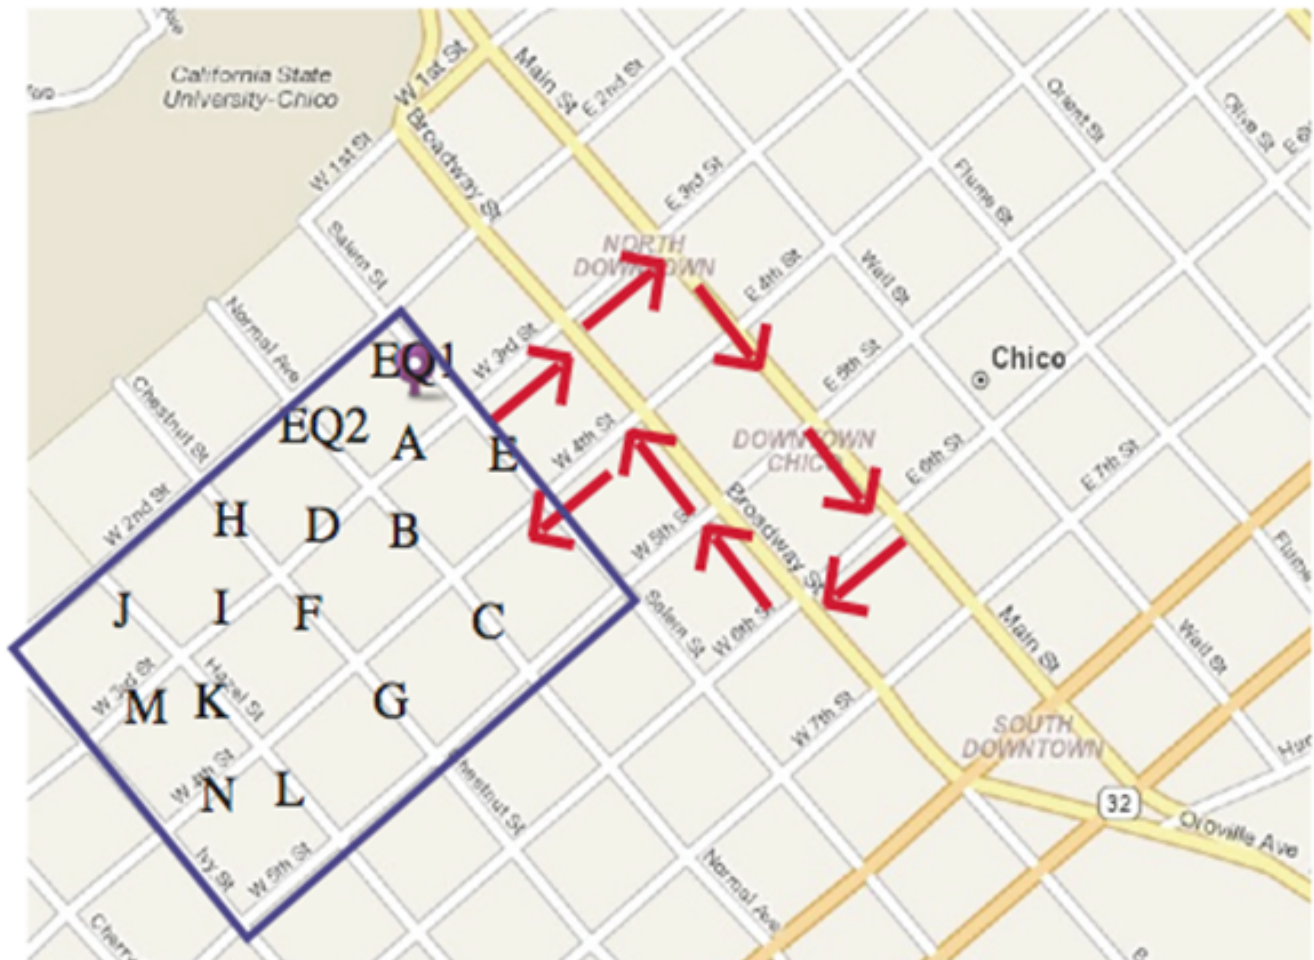 California State
University-Chico
W 1st St
Main St
E 2nd St
Orient St
Olive St
Broadway St
W 1st St
E 3rd St
Flume St
Salem St
NORTH
DOWNTOWN
E 4th St
Wall St
Normal Ave
EQ1
W 3rd St
E 5th St
Chico
Chestnut St
EQ2
A
E
W 4th St
DOWNTOWN
CHICO
E 6th St
E 7th St
W 2nd St
H
D
B
W 5th S
Broadway St
Flume
J
I
F
C
Salem St
W 6th St
Main St
Wall St
W 3rd St
M
K
Hazel St
G
W 7th St
SOUTH
DOWNTOWN
W 4th St
N
L
hestnut St
32
Oroville Ave
Ivy St
W 5th St
Normal Ave
Cherry